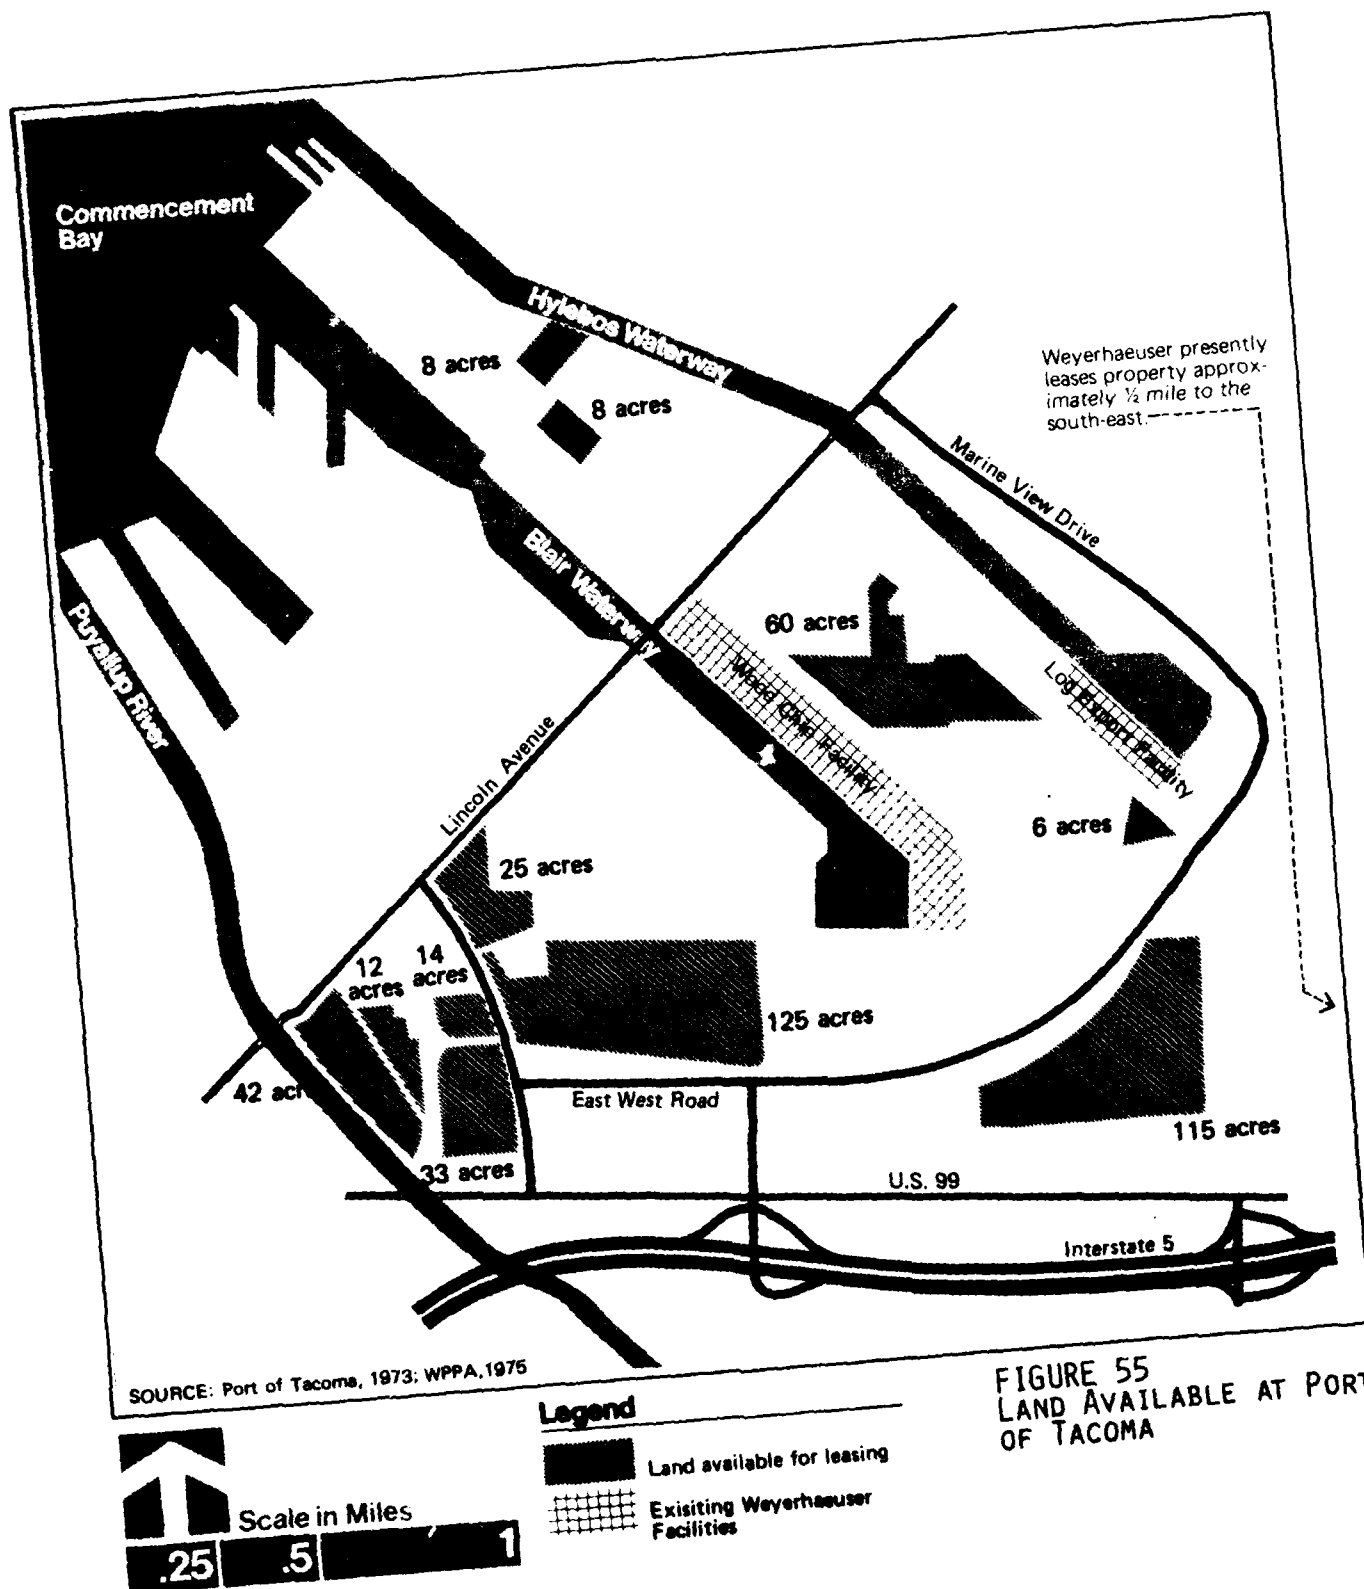 Commencement
Bay
Hylebos Waterway
8 acres
8 acres
Weyerhaeuser presently
leases property approx-
imately ½ mile to the
south-east.
Marine View Drive
Blair Waterway
Puyallup River
60 acres
Wood Chip Facility
Log Export Facility
Lincoln Avenue
6 acres
25 acres
12
acres
14
acres
125 acres
42 acr
East West Road
115 acres
33 acres
U.S. 99
Interstate 5
SOURCE: Port of Tacoma, 1973; WPPA,1975
FIGURE 55
LAND AVAILABLE AT PORT
OF TACOMA
Legend
Land available for leasing
Exisiting Weyerhaeuser
Facilities
Scale in Miles
.25 .5 1